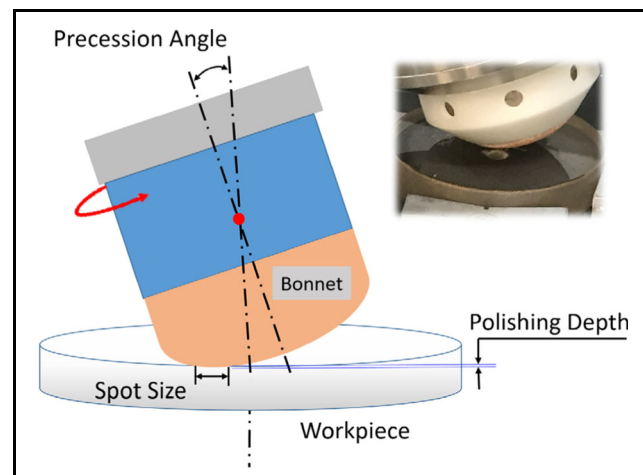 Precession Angle
Bonnet
Polishing Depth
Spot Size
Workpiece